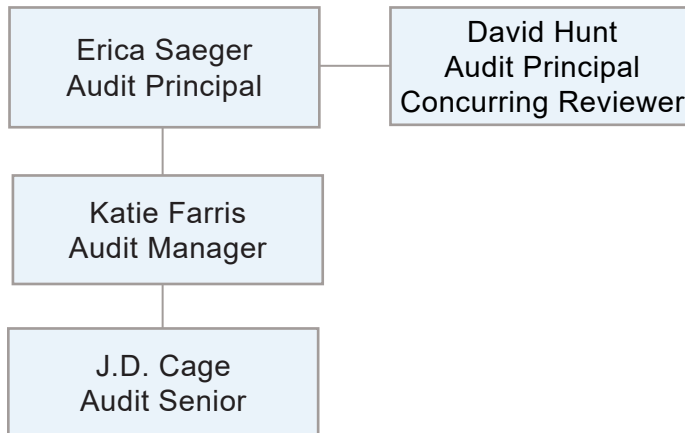 Erica Saeger
Audit Principal
David Hunt
Audit Principal
Concurring Reviewer
Katie Farris
Audit Manager
J.D. Cage
Audit Senior